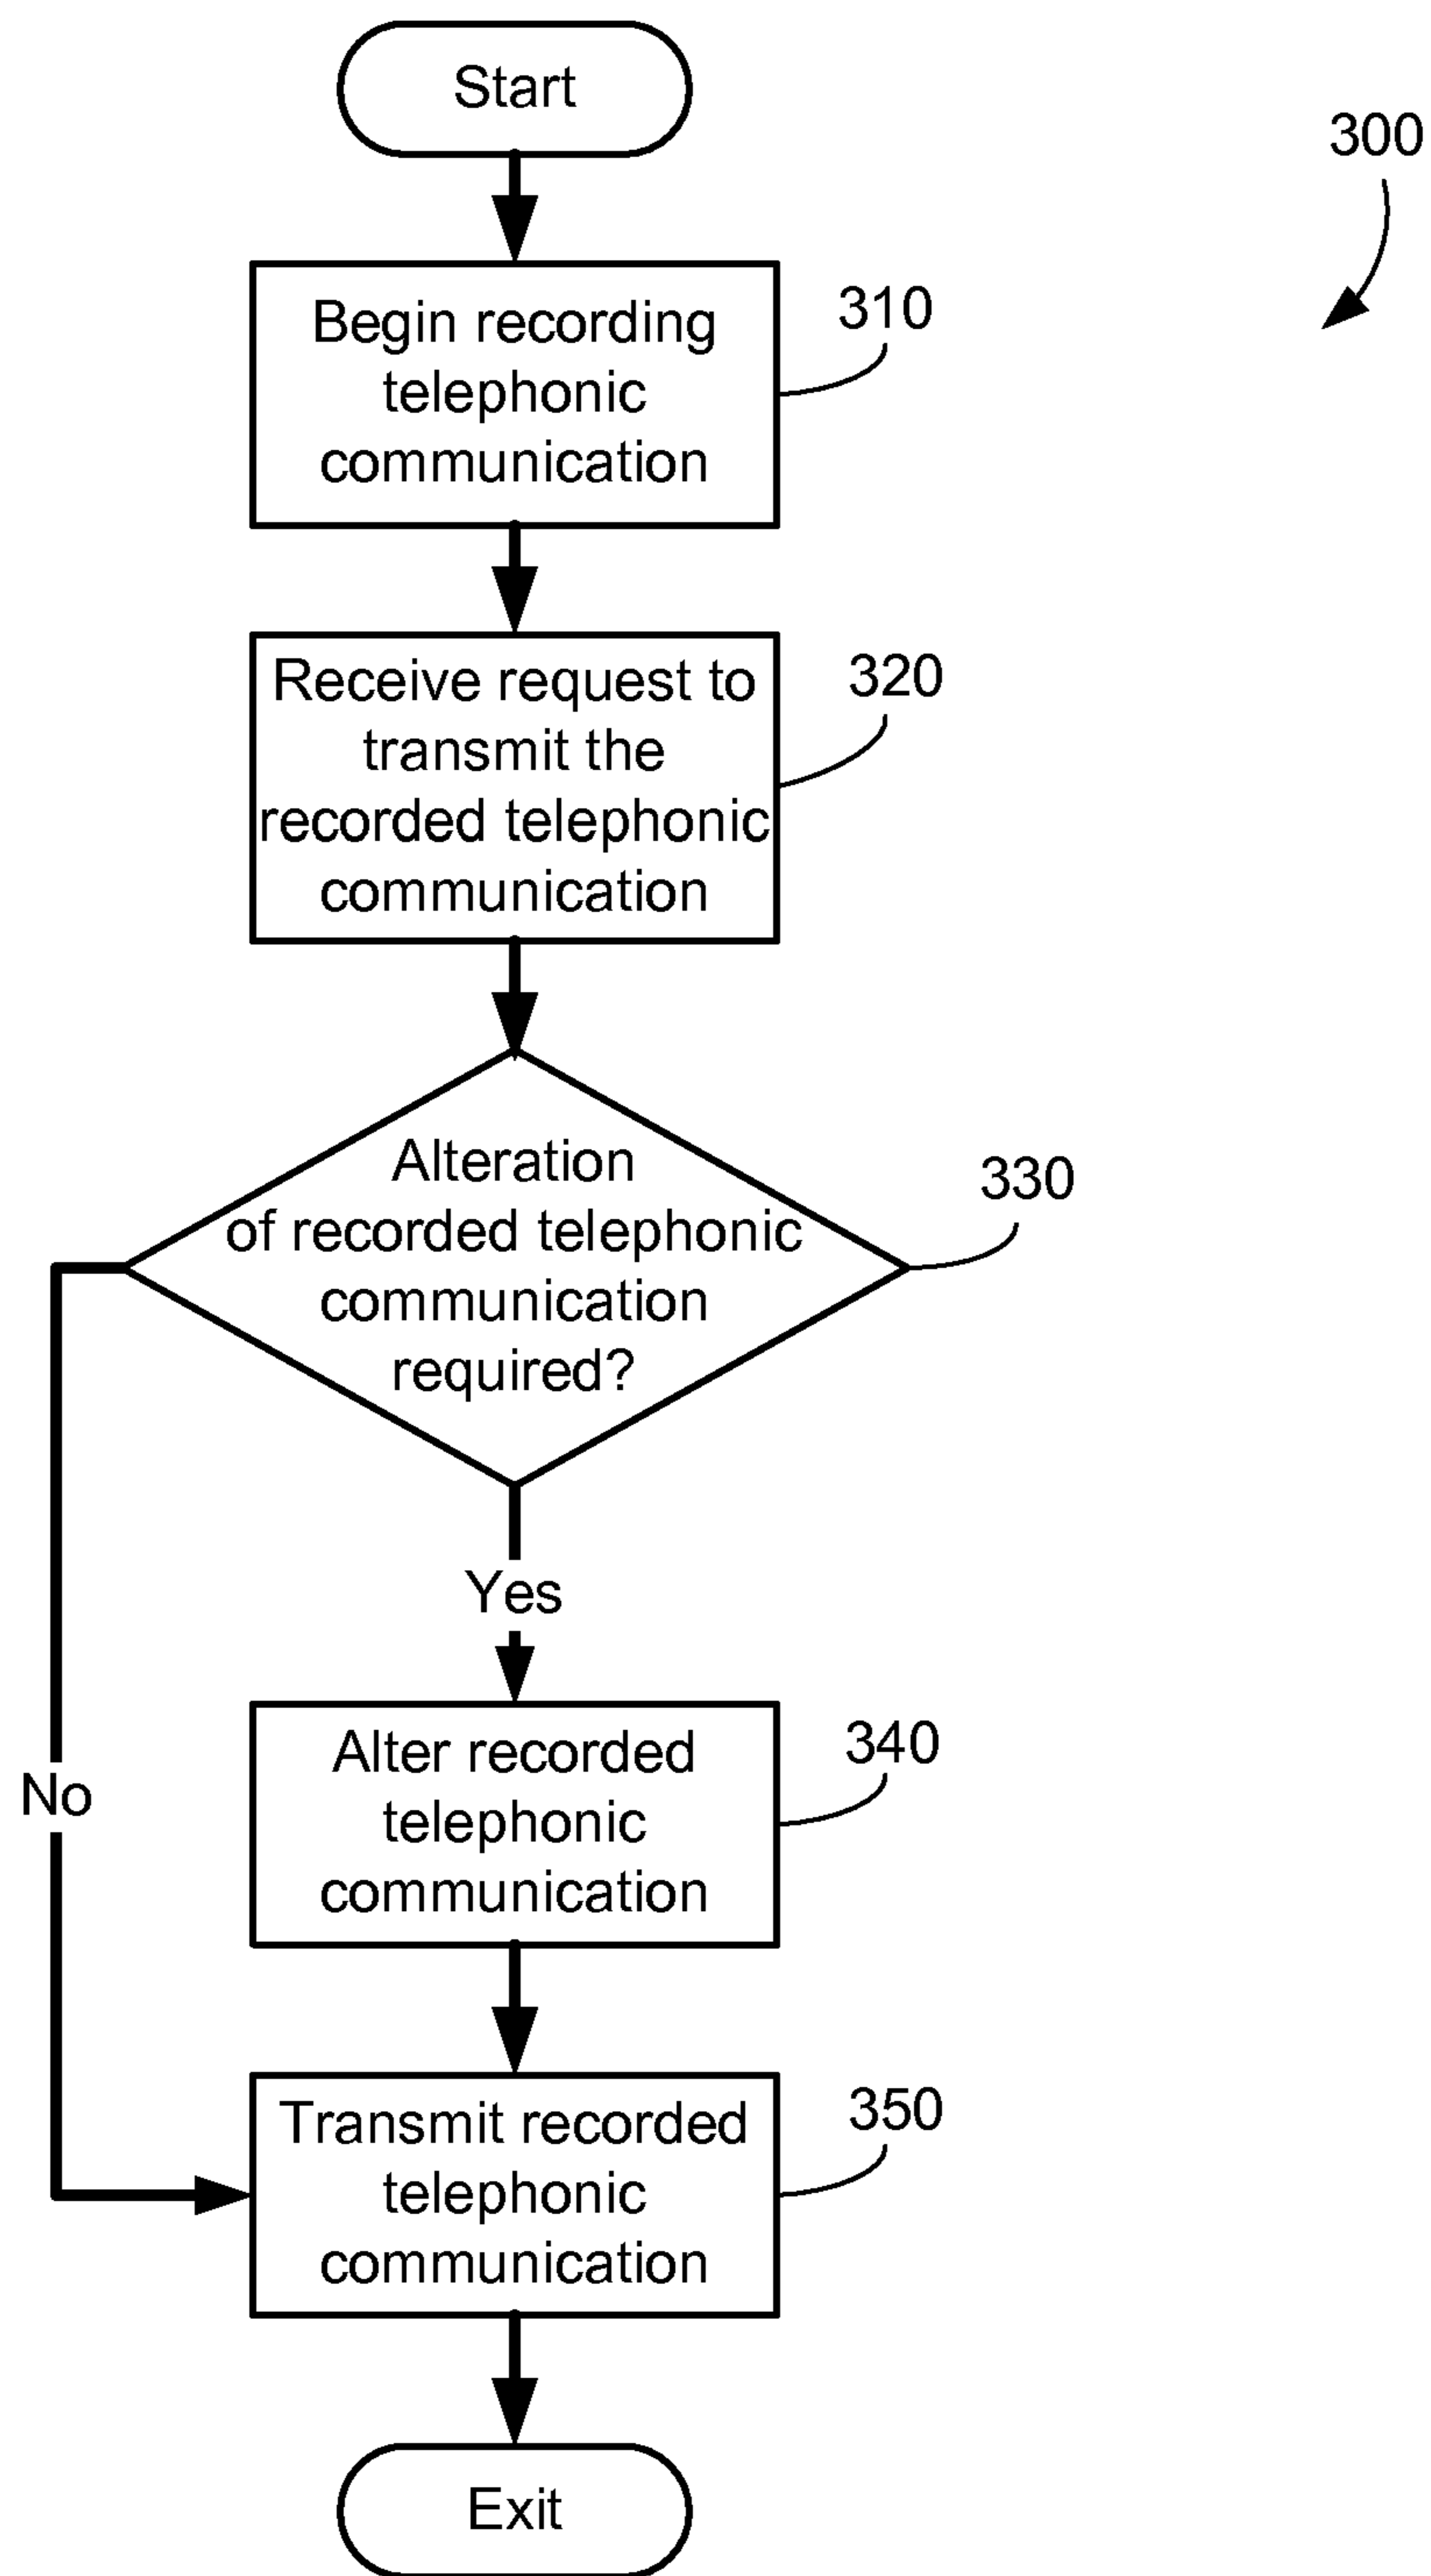 Start
300
Begin recording
telephonic
communication
310
Receive request to
transmit the
recorded telephonic
communication
320
Alteration
of recorded telephonic
communication
required?
330
Yes
No
Alter recorded
telephonic
communication
340
Transmit recorded
telephonic
communication
350
Exit